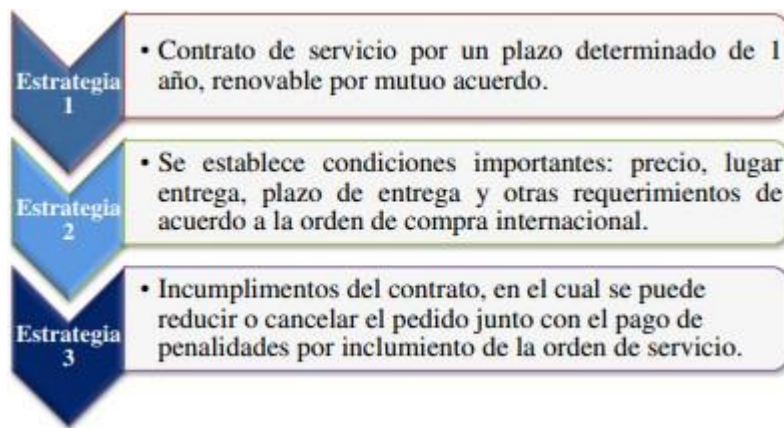 Estrategia
1
• Contrato de servicio por un plazo determinado de 1
año, renovable por mutuo acuerdo.
Estrategia
2
• Se establece condiciones importantes: precio, lugar
entrega, plazo de entrega y otras requerimientos de
acuerdo a la orden de compra internacional.
Estrategia
3
• Incumplimentos del contrato, en el cual se puede
reducir o cancelar el pedido junto con el pago de
penalidades por inclumiento de la orden de servicio.